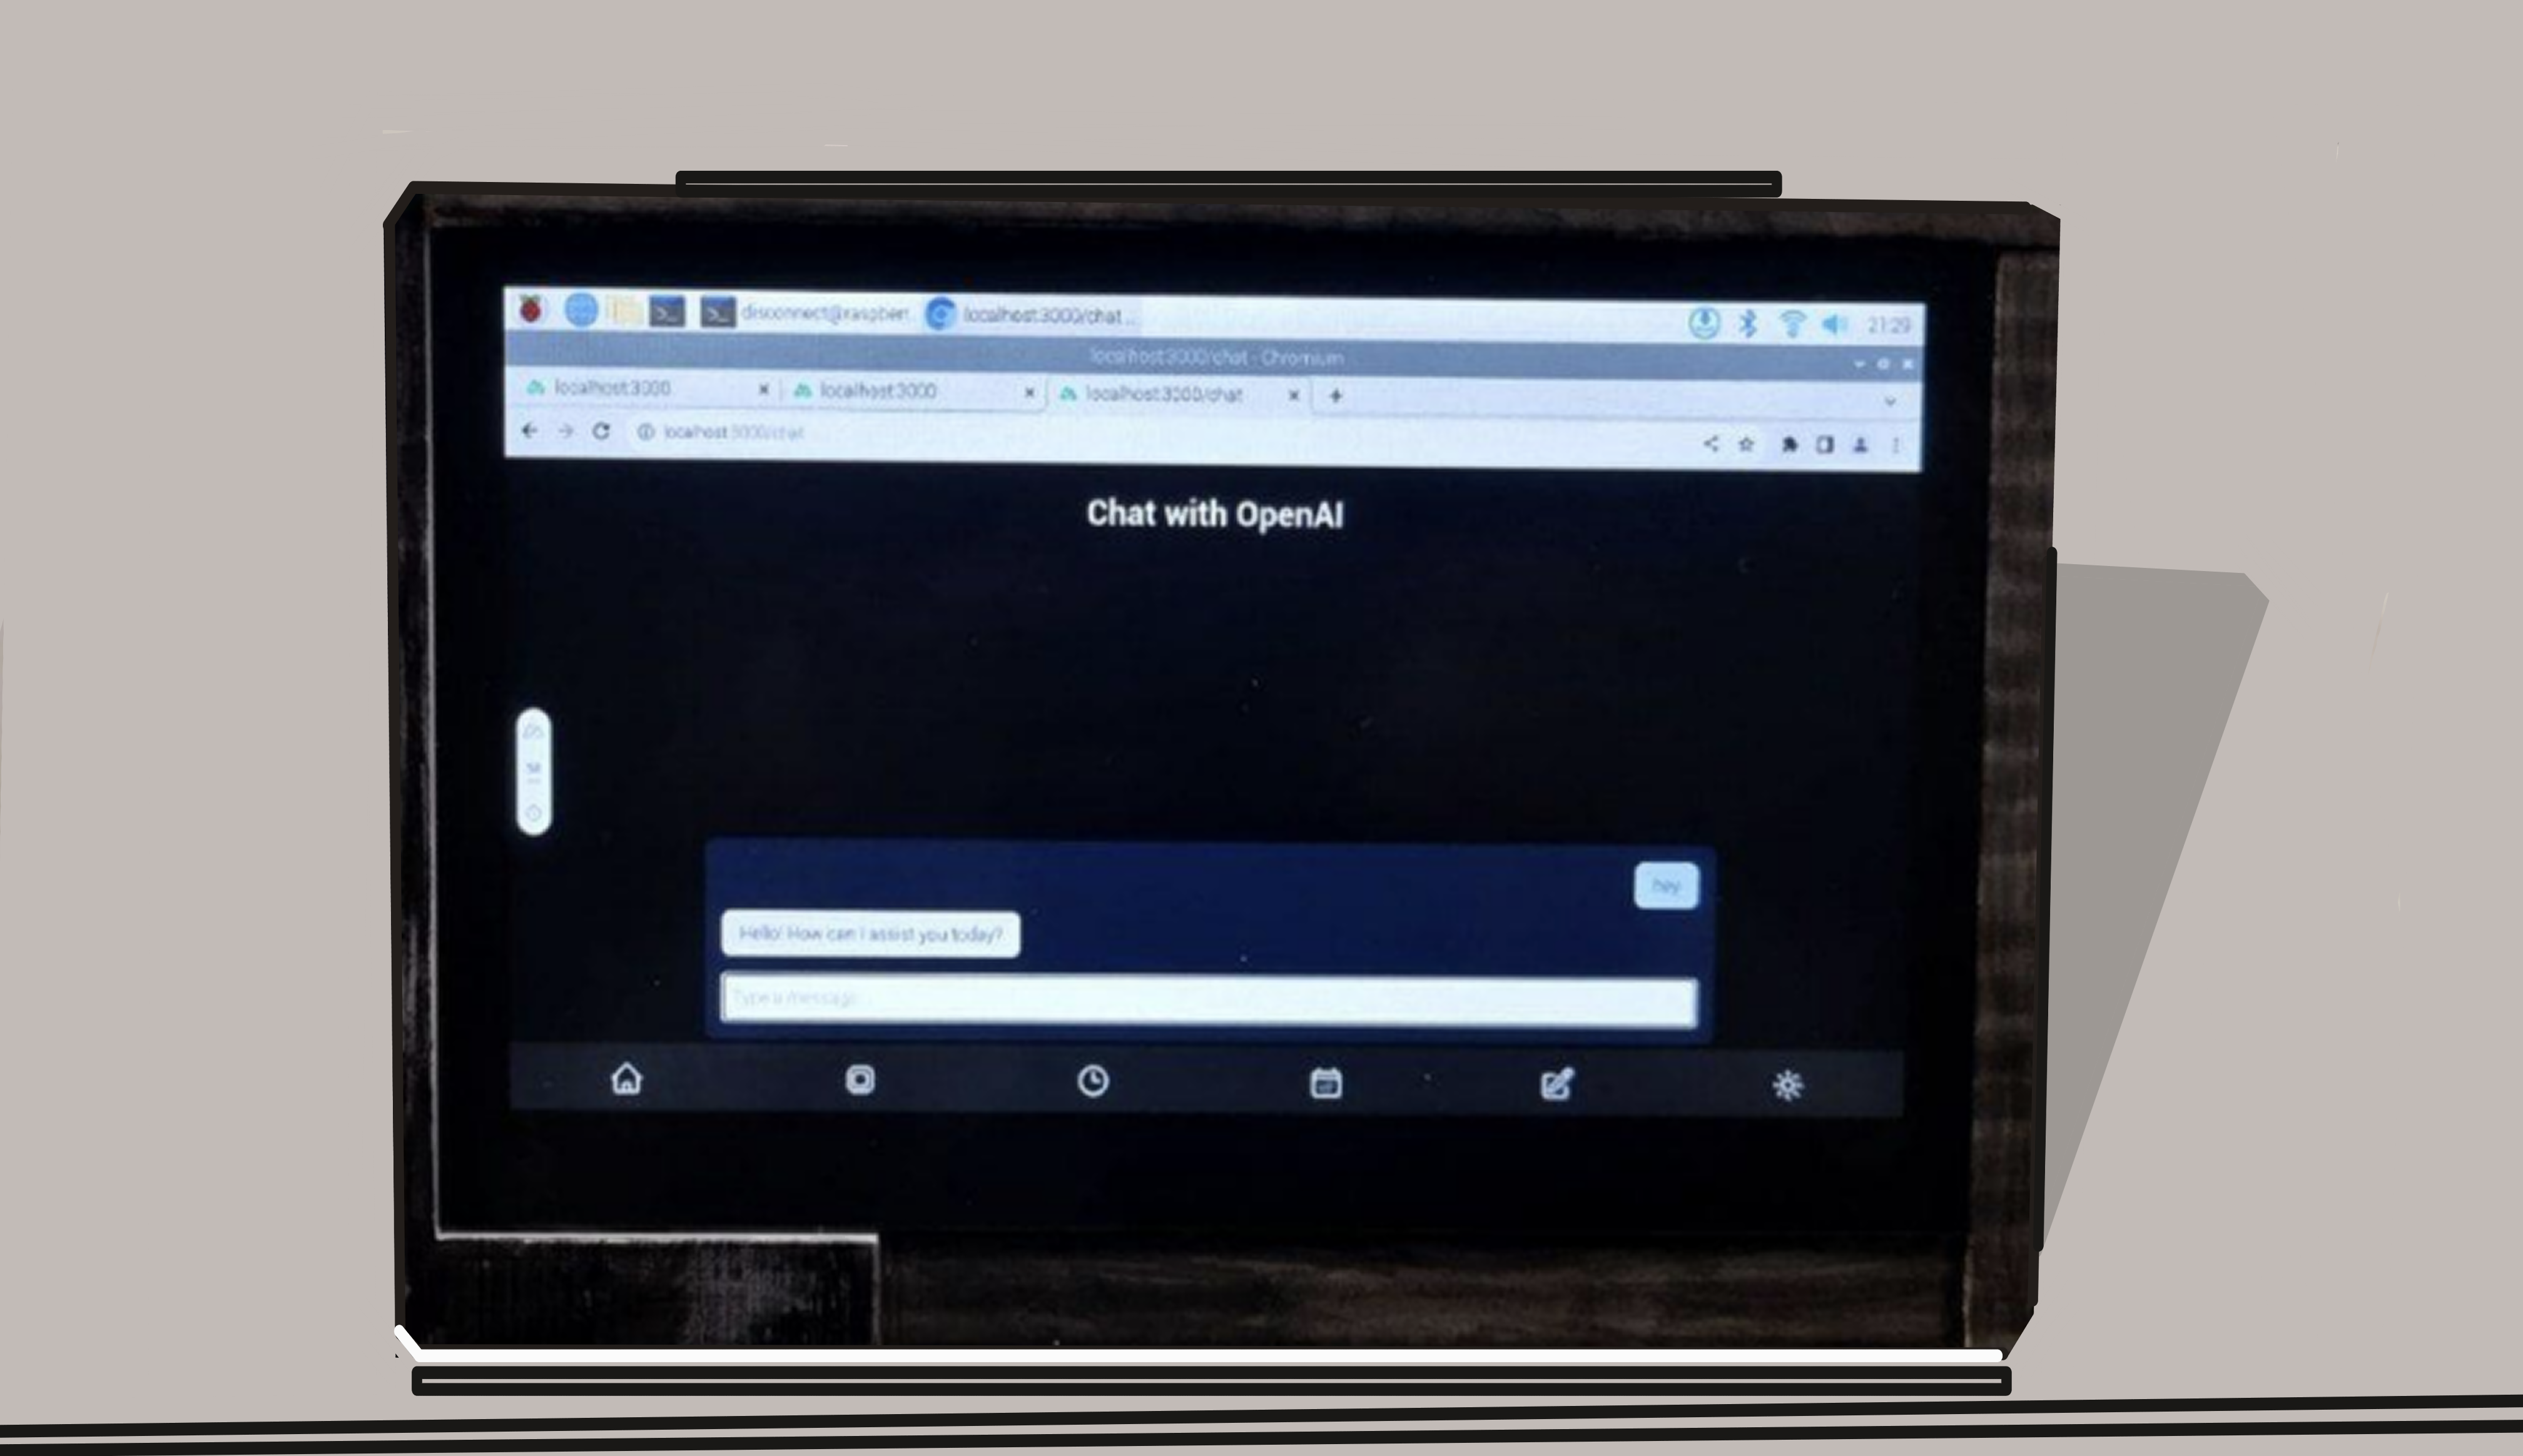 disconnect@raspberr... localhost:3000/chat ... 21:29
localhost:3000/chat - Chromium
localhost:3000 localhost:3000 localhost:3000/chat
localhost:3000/chat
Chat with OpenAI
hey
Hello! How can I assist you today?
Type a message...